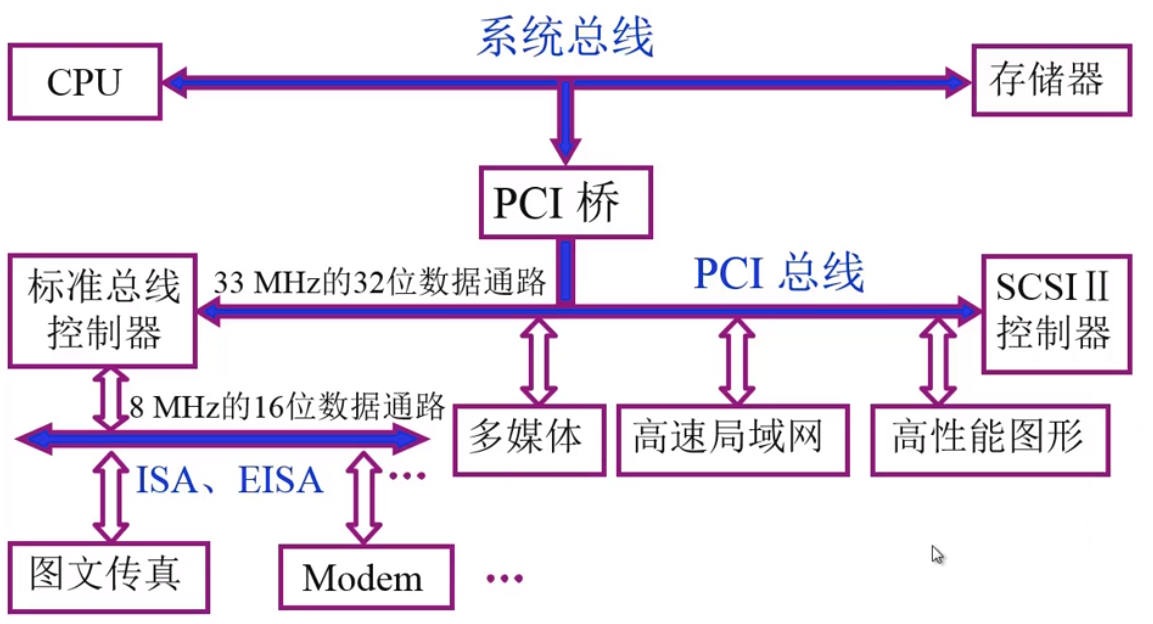 系统总线
CPU
存储器
PCI 桥
33 MHz的32位数据通路
PCI 总线
标准总线
控制器
SCSI Ⅱ
控制器
8 MHz的16位数据通路
多媒体
高速局域网
高性能图形
ISA、EISA
…
图文传真
Modem
…